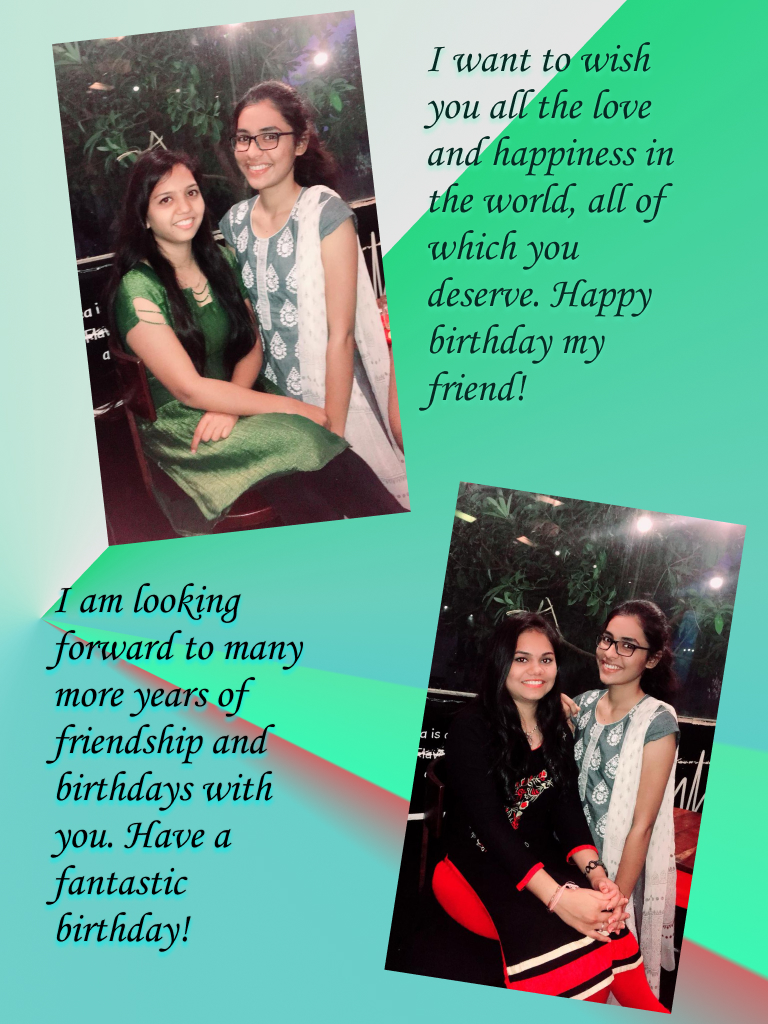 I want to wish
you all the love
and happiness in
the world, all of
which you
deserve. Happy
birthday my
friend!
I am looking
forward to many
more years of
friendship and
birthdays with
you. Have a
fantastic
birthday!